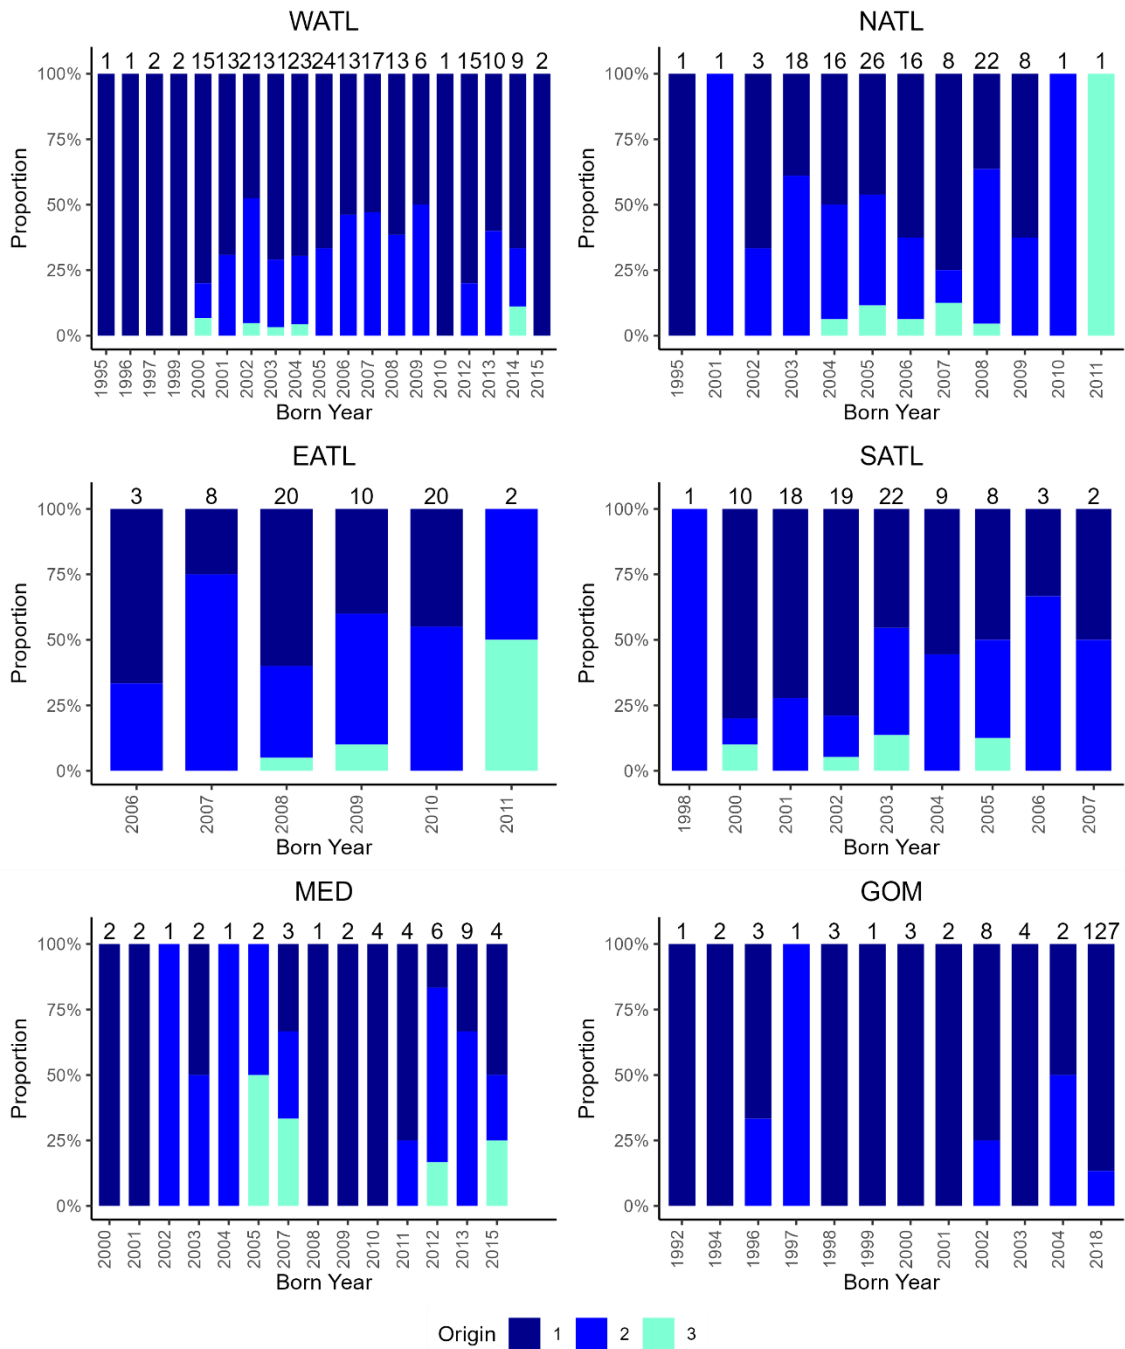 WATL
1 1 2 2 15 13 21 31 23 24 13 17 13 6 1 15 10 9 2
100%
75%
50%
25%
0%
Proportion
1995 1996 1997 1999 2000 2001 2002 2003 2004 2005 2006 2007 2008 2009 2010 2012 2013 2014 2015
Born Year
NATL
1 1 3 18 16 26 16 8 22 8 1 1
100%
75%
50%
25%
0%
Proportion
1995 2001 2002 2003 2004 2005 2006 2007 2008 2009 2010 2011
Born Year
EATL
3 8 20 10 20 2
100%
75%
50%
25%
0%
Proportion
2006 2007 2008 2009 2010 2011
Born Year
SATL
1 10 18 19 22 9 8 3 2
100%
75%
50%
25%
0%
Proportion
1998 2000 2001 2002 2003 2004 2005 2006 2007
Born Year
MED
2 2 1 2 1 2 3 1 2 4 4 6 9 4
100%
75%
50%
25%
0%
Proportion
2000 2001 2002 2003 2004 2005 2007 2008 2009 2010 2011 2012 2013 2015
Born Year
GOM
1 2 3 1 3 1 3 2 8 4 2 127
100%
75%
50%
25%
0%
Proportion
1992 1994 1996 1997 1998 1999 2000 2001 2002 2003 2004 2018
Born Year
Origin 1 2 3